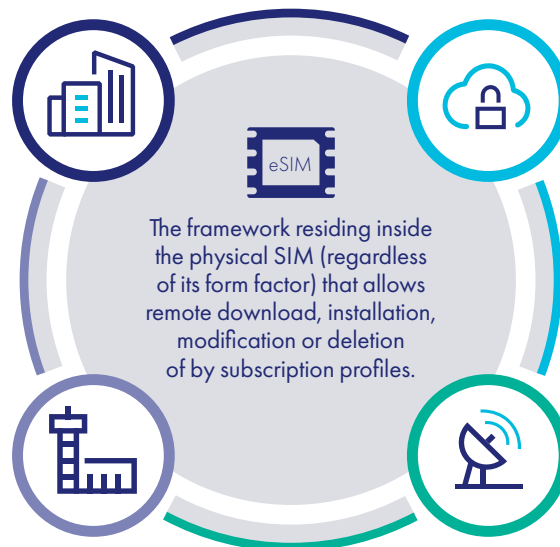 eSIM
The framework residing inside
the physical SIM (regardless
of its form factor) that allows
remote download, installation,
modification or deletion
of by subscription profiles.